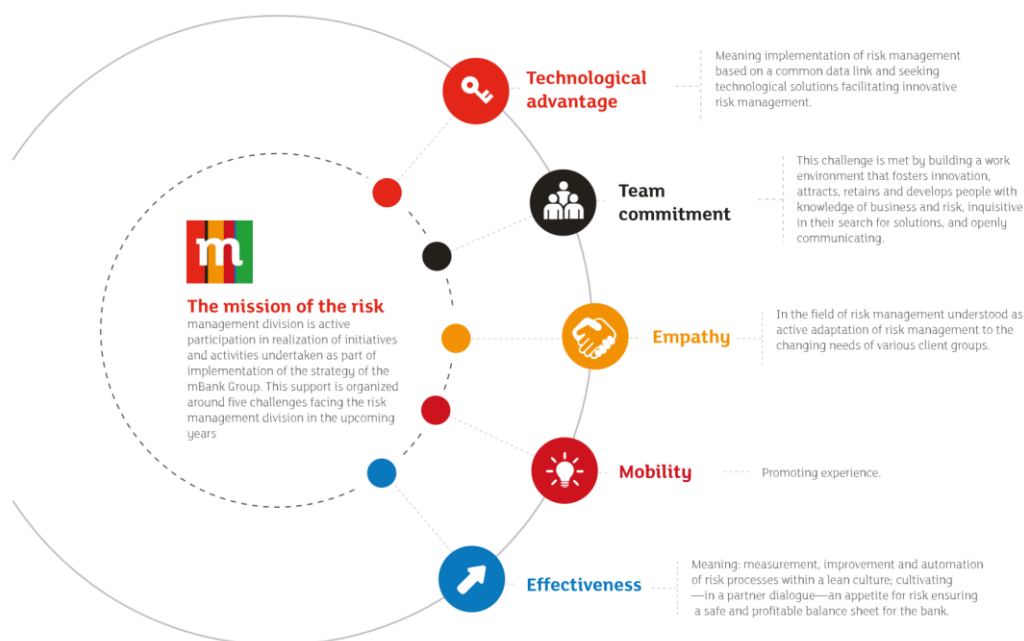 m
The mission of the risk
management division is active
participation in realization of initiatives
and activities undertaken as part of
implementation of the strategy of the
mBank Group. This support is organized
around five challenges facing the risk
management division in the upcoming
years
Technological
advantage
Meaning implementation of risk management
based on a common data link and seeking
technological solutions facilitating innovative
risk management.
Team
commitment
This challenge is met by building a work
environment that fosters innovation,
attracts, retains and develops people with
knowledge of business and risk, inquisitive
in their search for solutions, and openly
communicating.
Empathy
In the field of risk management understood as
active adaptation of risk management to the
changing needs of various client groups.
Mobility
Promoting experience.
Effectiveness
Meaning: measurement, improvement and automation
of risk processes within a lean culture; cultivating
—in a partner dialogue—an appetite for risk ensuring
a safe and profitable balance sheet for the bank.